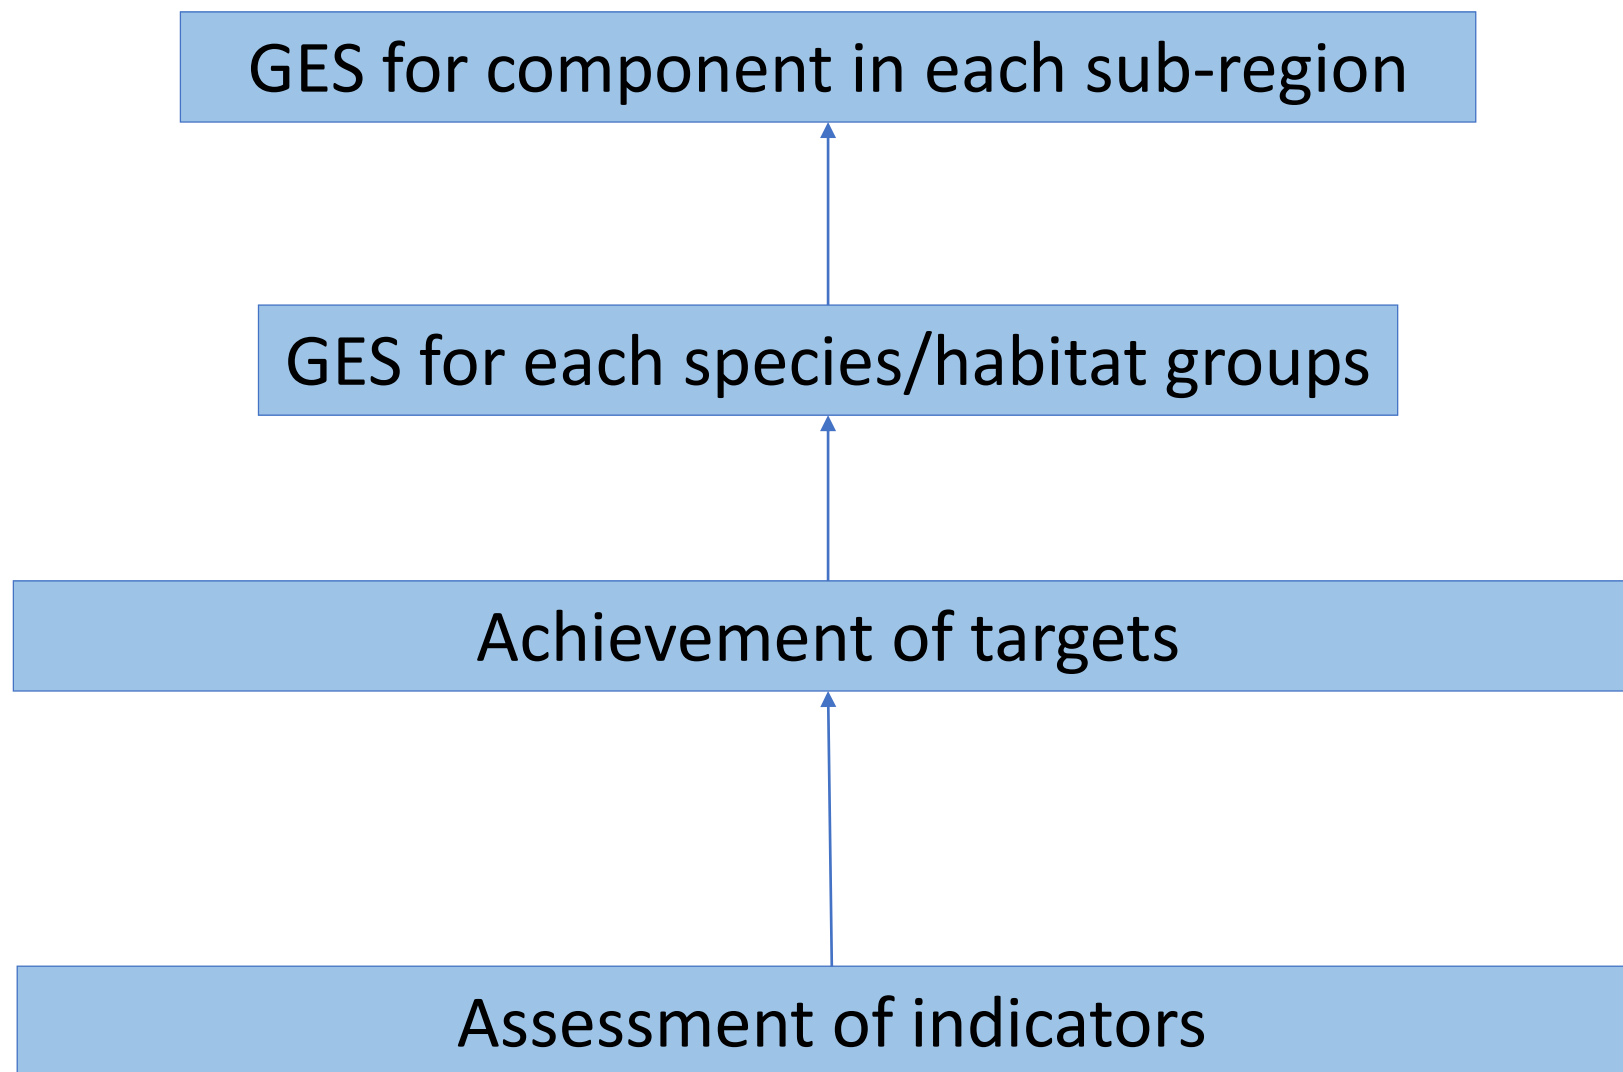 GES for component in each sub-region
GES for each species/habitat groups
Achievement of targets
Assessment of indicators